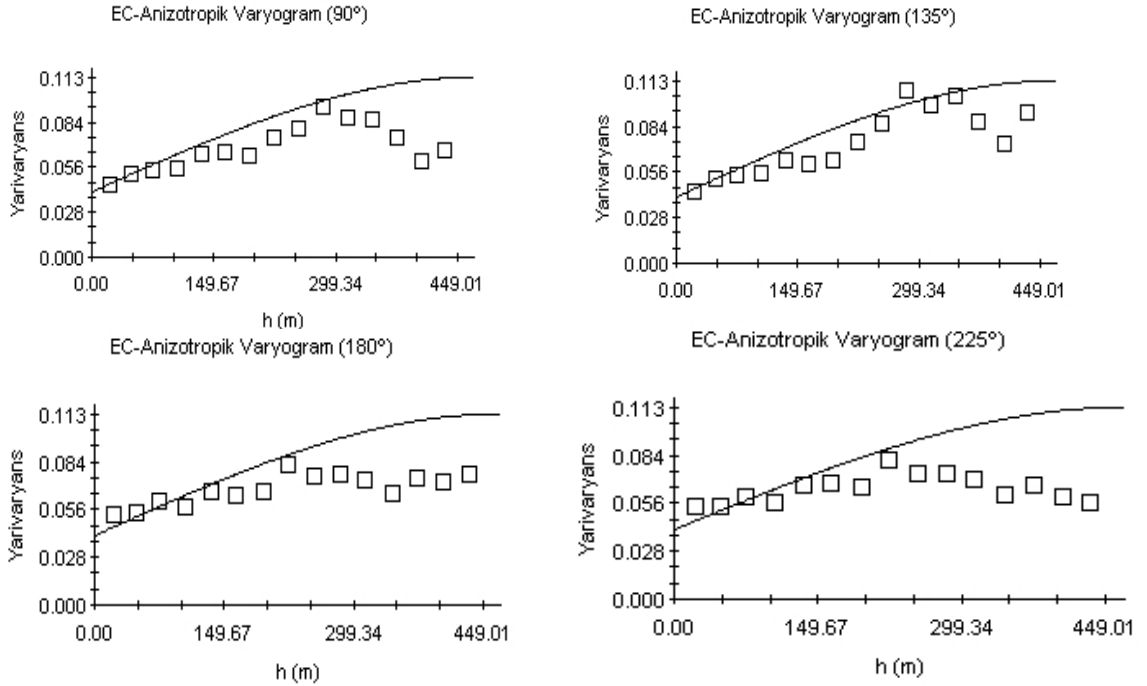 EC-Anizotropik Varyogram (90º)
Yarivaryans
0.113
0.084
0.056
0.028
0.000
0.00 149.67 299.34 449.01
h (m)
EC-Anizotropik Varyogram (135º)
Yarivaryans
0.113
0.084
0.056
0.028
0.000
0.00 149.67 299.34 449.01
EC-Anizotropik Varyogram (180º)
Yarivaryans
0.113
0.084
0.056
0.028
0.000
0.00 149.67 299.34 449.01
h (m)
EC-Anizotropik Varyogram (225º)
Yarivaryans
0.113
0.084
0.056
0.028
0.000
0.00 149.67 299.34 449.01
h (m)